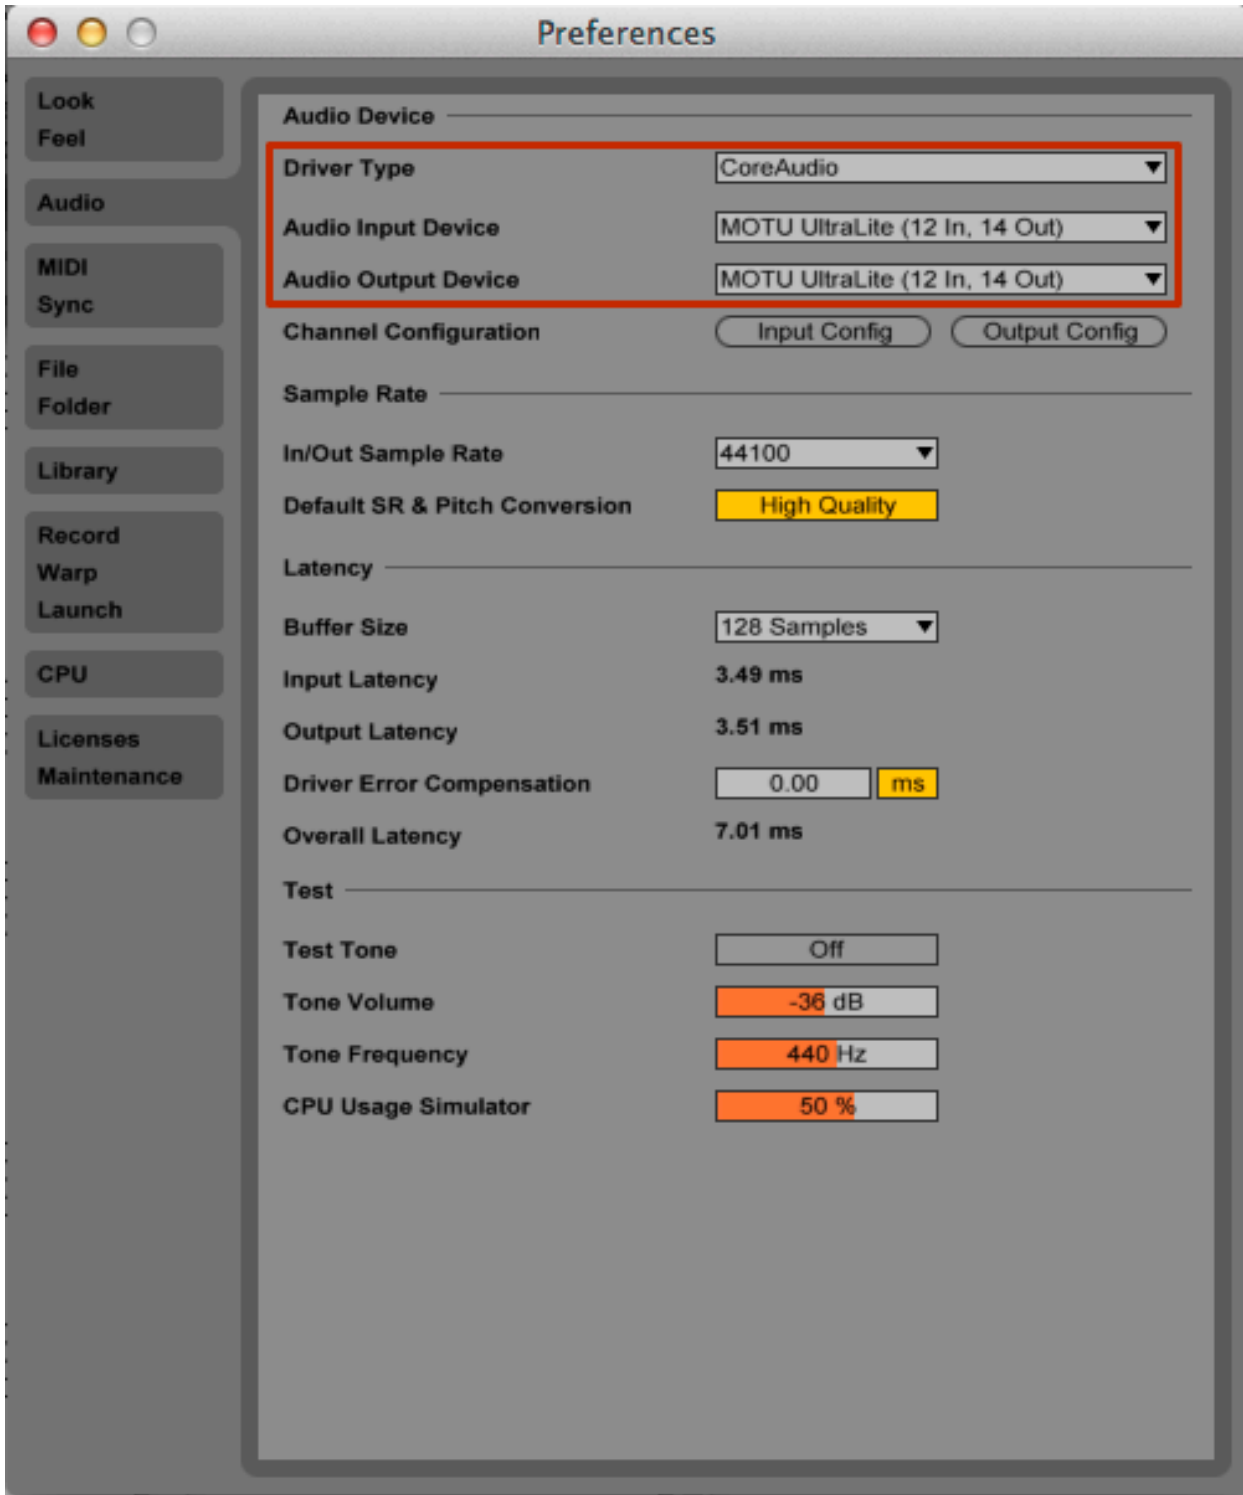 Preferences
Look
Feel
Audio
MIDI
Sync
File
Folder
Library
Record
Warp
Launch
CPU
Licenses
Maintenance
Audio Device
Driver Type CoreAudio
Audio Input Device MOTU UltraLite (12 In, 14 Out)
Audio Output Device MOTU UltraLite (12 In, 14 Out)
Channel Configuration Input Config Output Config
Sample Rate
In/Out Sample Rate 44100
Default SR & Pitch Conversion High Quality
Latency
Buffer Size 128 Samples
Input Latency 3.49 ms
Output Latency 3.51 ms
Driver Error Compensation 0.00 ms
Overall Latency 7.01 ms
Test
Test Tone Off
Tone Volume -36 dB
Tone Frequency 440 Hz
CPU Usage Simulator 50 %